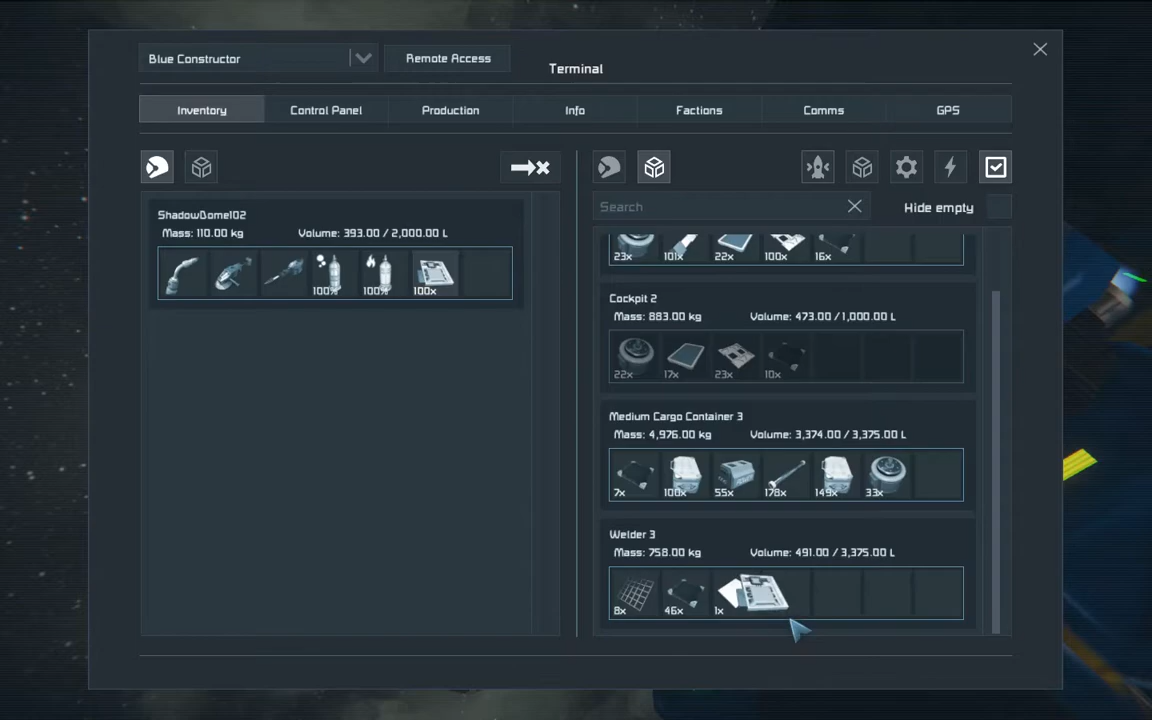 Blue Constructor
Remote Access
Terminal
Inventory
Control Panel
Production
Info
Factions
Comms
GPS
ShadowDome102
Mass: 110.00 kg
Volume: 393.00 / 2,000.00 L
100%
100%
100x
Search
Hide empty
23x
101x
22x
100x
16x
Cockpit 2
Mass: 883.00 kg
Volume: 473.00 / 1,000.00 L
22x
17x
23x
10x
Medium Cargo Container 3
Mass: 4,976.00 kg
Volume: 3,374.00 / 3,375.00 L
7x
100x
55x
178x
149x
33x
Welder 3
Mass: 758.00 kg
Volume: 491.00 / 3,375.00 L
8x
46x
1x